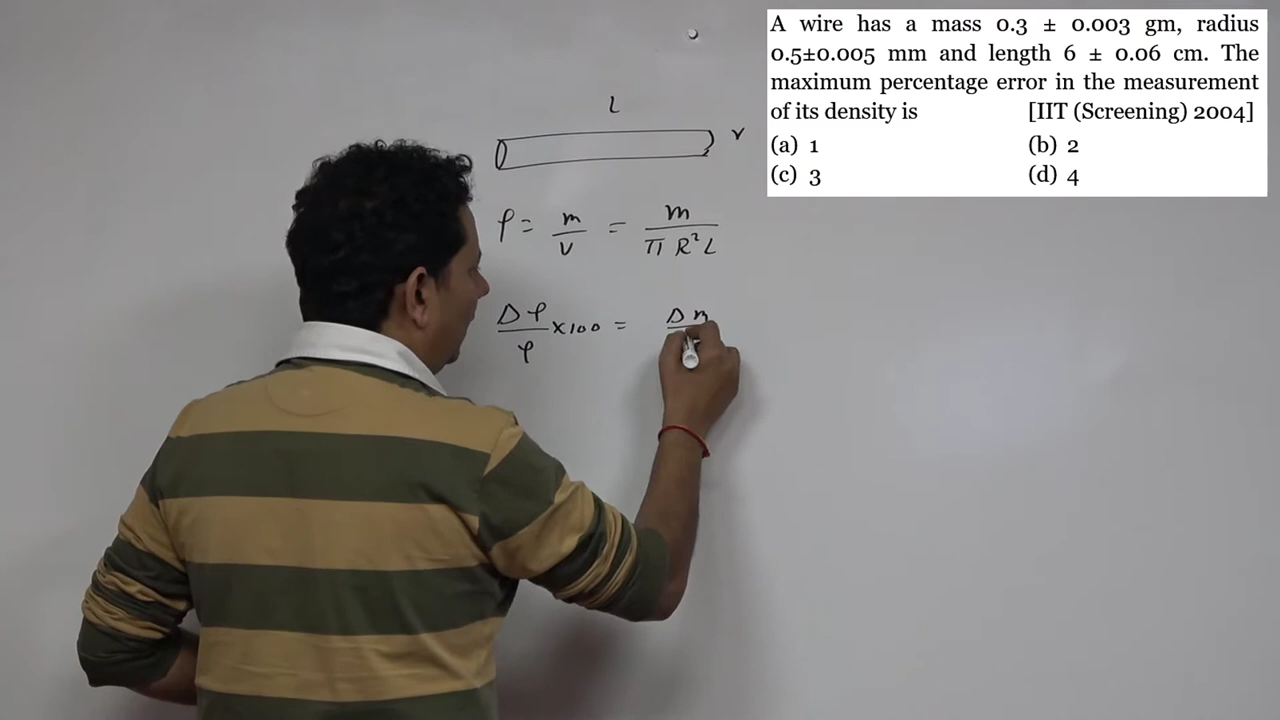 A wire has a mass 0.3 ± 0.003 gm, radius
0.5±0.005 mm and length 6 ± 0.06 cm. The
maximum percentage error in the measurement
of its density is [IIT (Screening) 2004]
(a) 1 (b) 2
(c) 3 (d) 4
L
r
ρ = m/V = m/(π R² L)
Δρ/ρ × 100 = Δm